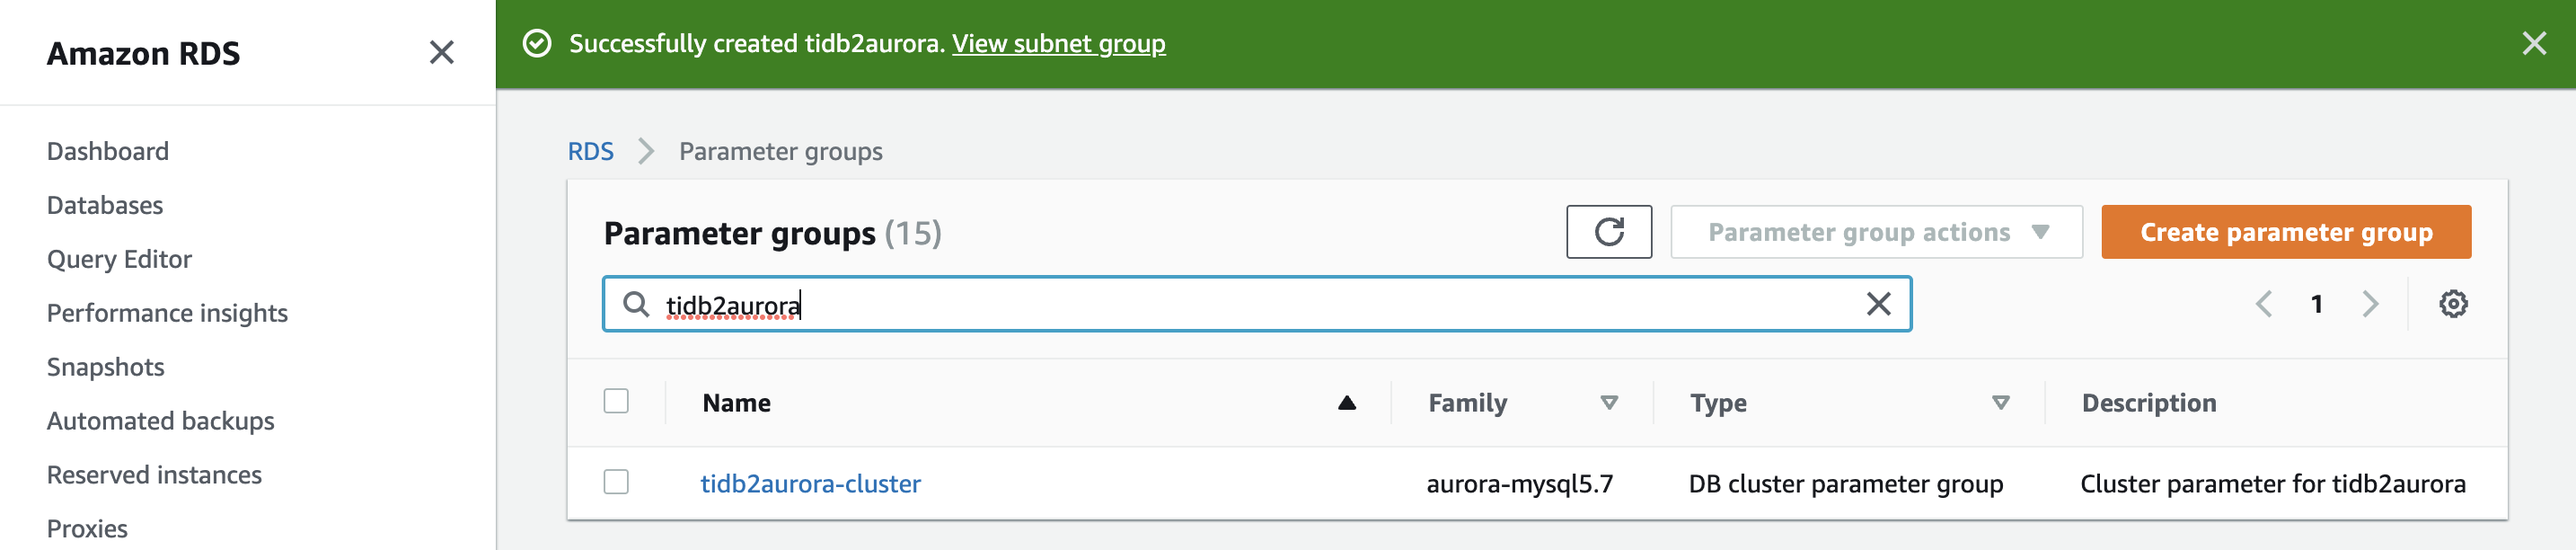 Amazon RDS
Dashboard
Databases
Query Editor
Performance insights
Snapshots
Automated backups
Reserved instances
Proxies
Successfully created tidb2aurora. View subnet group
RDS Parameter groups
Parameter groups (15)
Parameter group actions
Create parameter group
tidb2aurora
1
Name Family Type Description
tidb2aurora-cluster aurora-mysql5.7 DB cluster parameter group Cluster parameter for tidb2aurora